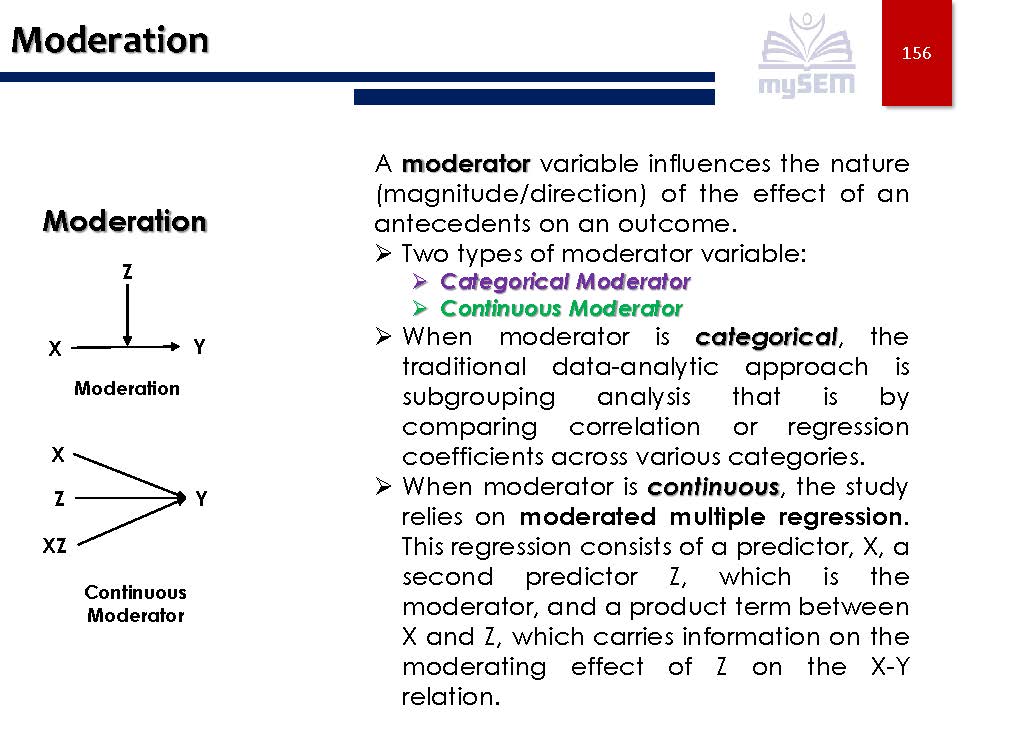 Moderation
mySEM
156
Moderation
Z
X
Y
Moderation
X
Z
Y
XZ
Continuous
Moderator
A moderator variable influences the nature
(magnitude/direction) of the effect of an
antecedents on an outcome.
➢ Two types of moderator variable:
➢ Categorical Moderator
➢ Continuous Moderator
➢ When moderator is categorical, the
traditional data-analytic approach is
subgrouping analysis that is by
comparing correlation or regression
coefficients across various categories.
➢ When moderator is continuous, the study
relies on moderated multiple regression.
This regression consists of a predictor, X, a
second predictor Z, which is the
moderator, and a product term between
X and Z, which carries information on the
moderating effect of Z on the X-Y
relation.